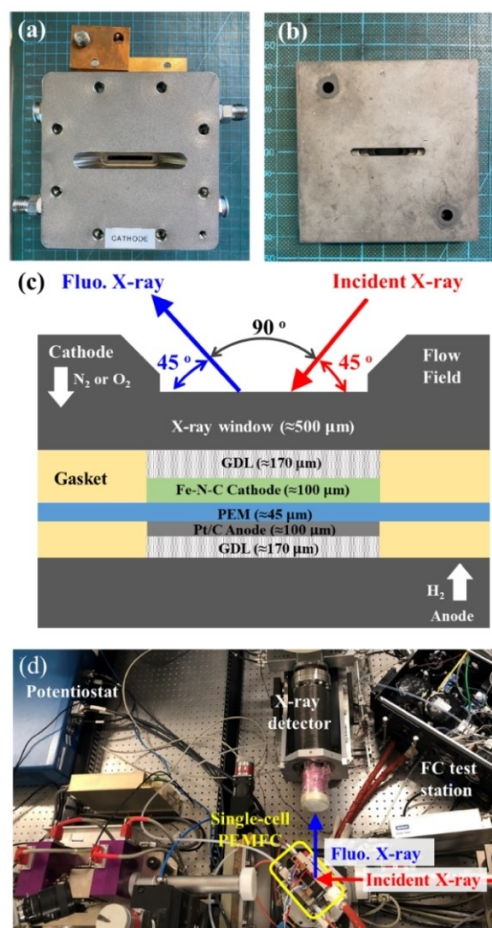 (a)
CATHODE
(b)
(c)
Fluo. X-ray
Incident X-ray
90 °
45 °
45 °
Cathode
N₂ or O₂
Flow
Field
X-ray window (≈500 µm)
Gasket
GDL (≈170 µm)
Fe-N-C Cathode (≈100 µm)
PEM (≈45 µm)
Pt/C Anode (≈100 µm)
GDL (≈170 µm)
H₂
Anode
(d)
Potentiostat
X-ray
detector
FC test
station
Single-cell
PEMFC
Fluo. X-ray
Incident X-ray